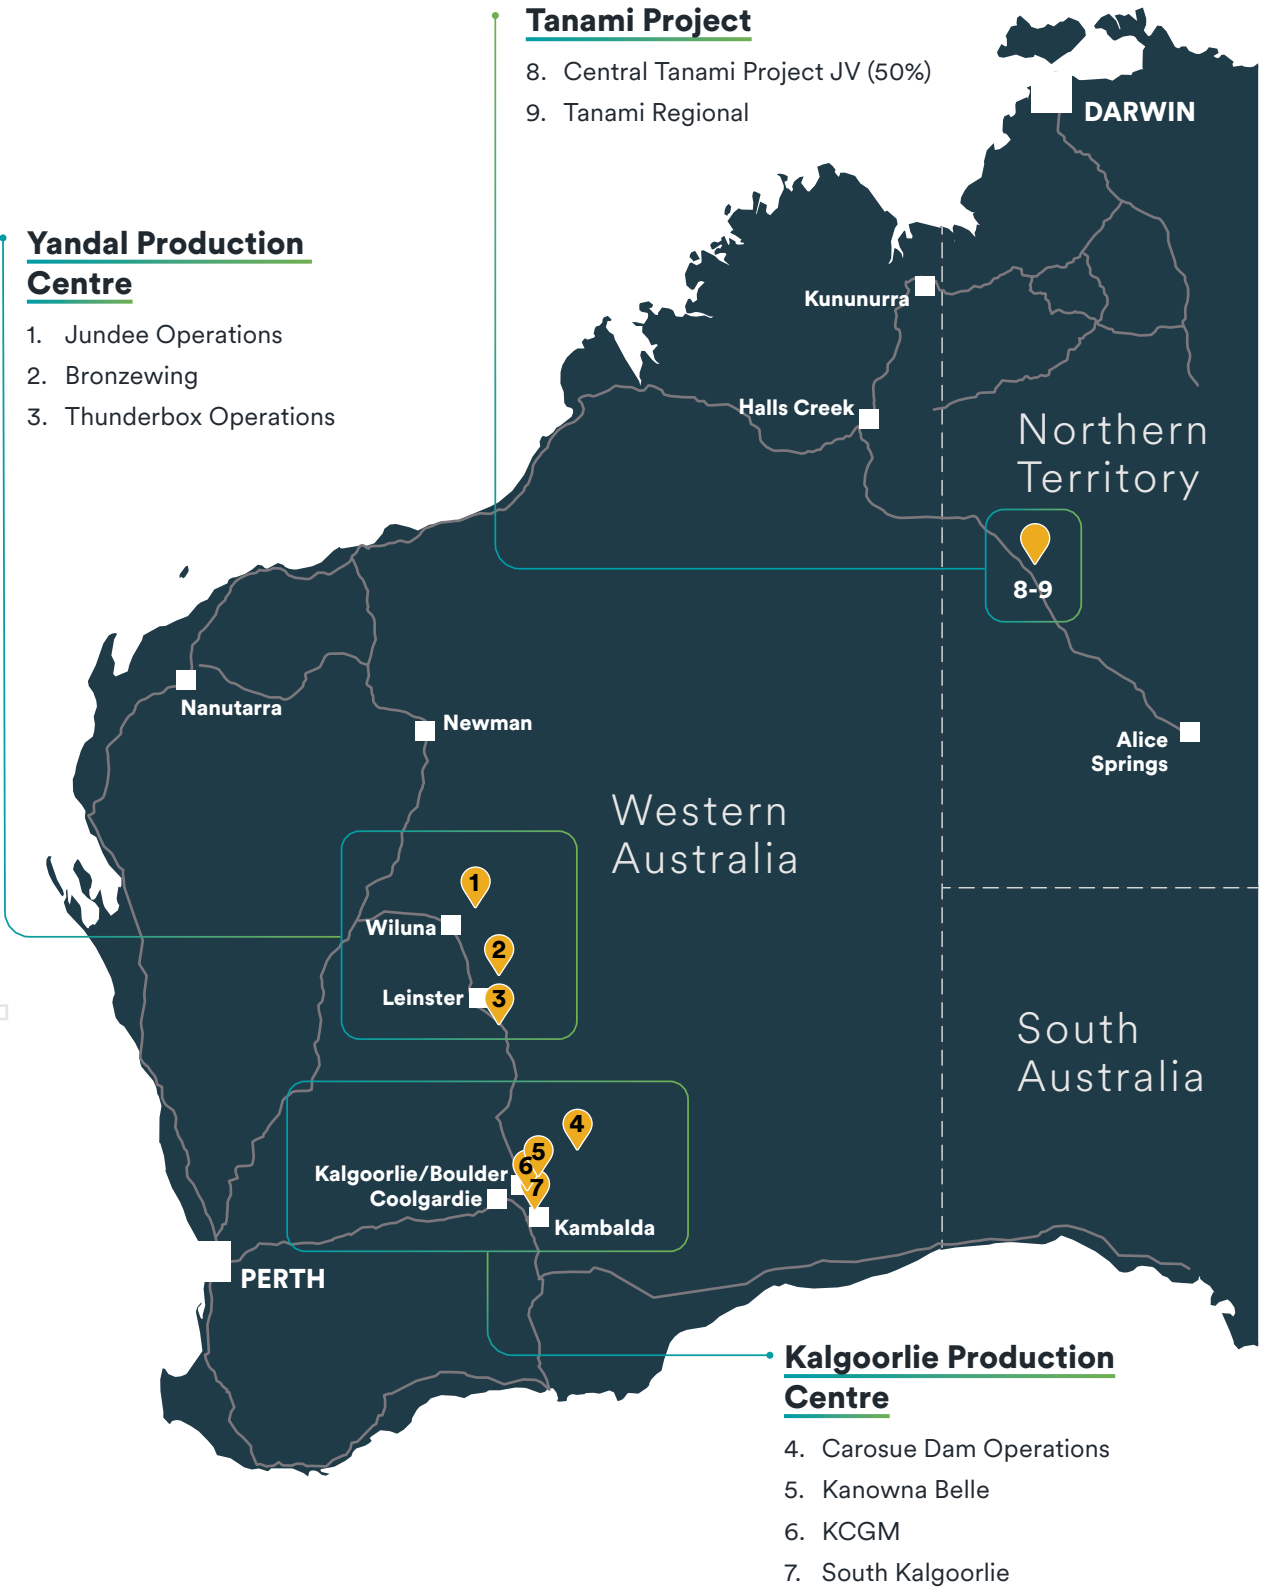 Tanami Project
8. Central Tanami Project JV (50%)
9. Tanami Regional
DARWIN
Yandal Production
Centre
1. Jundee Operations
2. Bronzewing
3. Thunderbox Operations
Kununurra
Halls Creek
Northern
Territory
8-9
Nanutarra
Newman
Alice
Springs
Western
Australia
1
Wiluna
2
Leinster
3
South
Australia
4
5
6
Kalgoorlie/Boulder
7
Coolgardie
Kambalda
PERTH
Kalgoorlie Production
Centre
4. Carosue Dam Operations
5. Kanowna Belle
6. KCGM
7. South Kalgoorlie